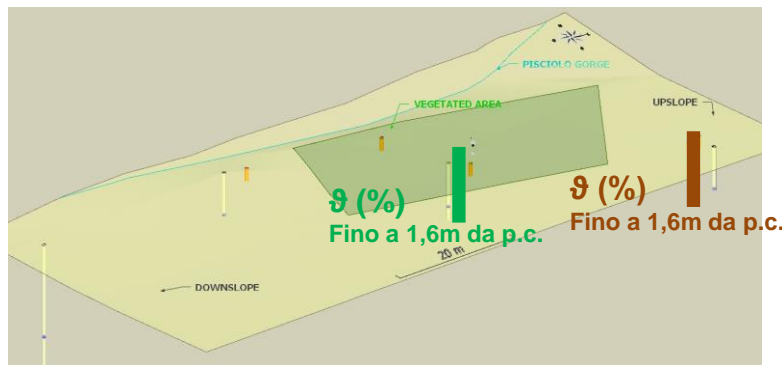 PISCIOLO GORGE
VEGETATED AREA
UPSLOPE
ϑ (%)
Fino a 1,6m da p.c.
ϑ (%)
Fino a 1,6m da p.c.
20 m
DOWNSLOPE